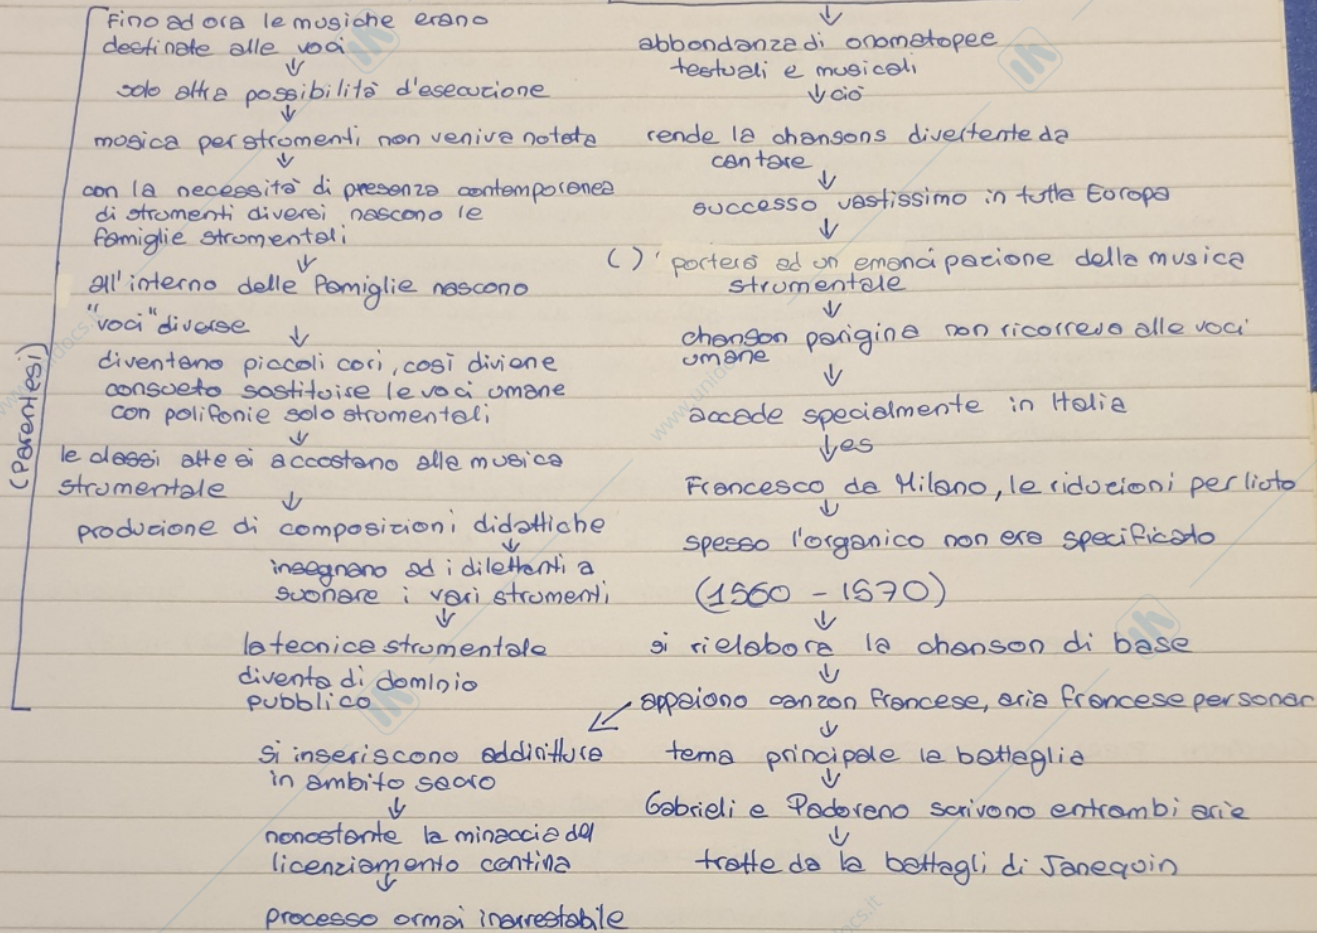 Fino ad ora le musiche erano
destinate alle voci
↓
solo altra possibilità d'esecuzione
↓
musica per strumenti non veniva notata
↓
con la necessità di presenza contemporanea
di strumenti diversi nascono le
famiglie strumentali
↓
all'interno delle famiglie nascono
"voci" diverse
↓
diventano piccoli cori, così diviene
consueto sostituise le voci umane
con polifonie solo strumentali
↓
le classi alte si accostano alla musica
strumentale
↓
produzione di composizioni didattiche
↓
insegnano ad i dilettanti a
suonare i vari strumenti
↓
la tecnica strumentale
diventa di dominio
pubblico
(Parentesi)
↓
abbondanza di onomatopee
testuali e musicali
↓ ciò
rende la chansons divertente da
cantare
↓
successo vastissimo in tutta Europa
↓
( ) porterà ad un emancipazione della musica
strumentale
↓
chanson parigina non ricorreva alle voci
umane
↓
accade specialmente in Italia
↓ es
Francesco da Milano, le riduzioni per liuto
↓
spesso l'organico non era specificato
(1560 - 1570)
↓
si rielabora la chanson di base
↓
appaiono canzon francese, aria francese per sonar
↓
tema principale la battaglia
↓
Gabrieli e Padovano scrivono entrambi arie
↓
tratte da la battagli di Janequin
↙
si inseriscono addirittura
in ambito sacro
↓
nonostante la minaccia del
licenziamento contina
↓
processo ormai inarrestabile
www.unidocs.it